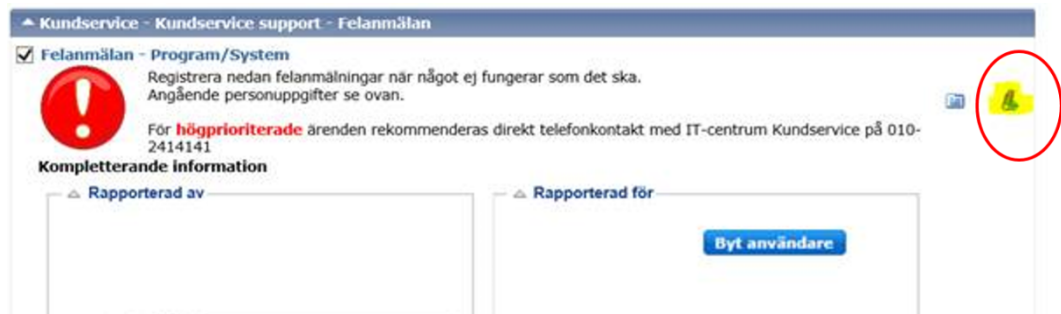 Kundservice - Kundservice support - Felanmälan
Felanmälan - Program/System
Registrera nedan felanmälningar när något ej fungerar som det ska.
Angående personuppgifter se ovan.
För högprioriterade ärenden rekommenderas direkt telefonkontakt med IT-centrum Kundservice på 010-
2414141
Kompletterande information
Rapporterad av
Rapporterad för
Byt användare